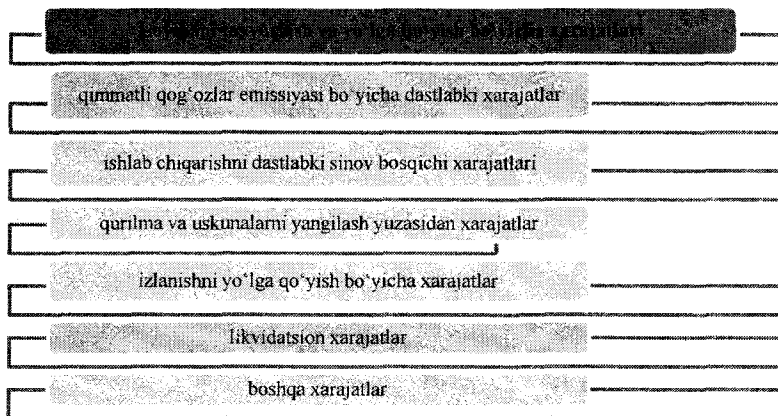 xarajatlari
qimmatli qog‘ozlar emissiyasi bo‘yicha dastlabki xarajatlar
ishlab chiqarishni dastlabki sinov bosqichi xarajatlari
qurilma va uskunalarni yangilash yuzasidan xarajatlar
izlanishni yo‘lga qo‘yish bo‘yicha xarajatlar
likvidatsion xarajatlar
boshqa xarajatlar